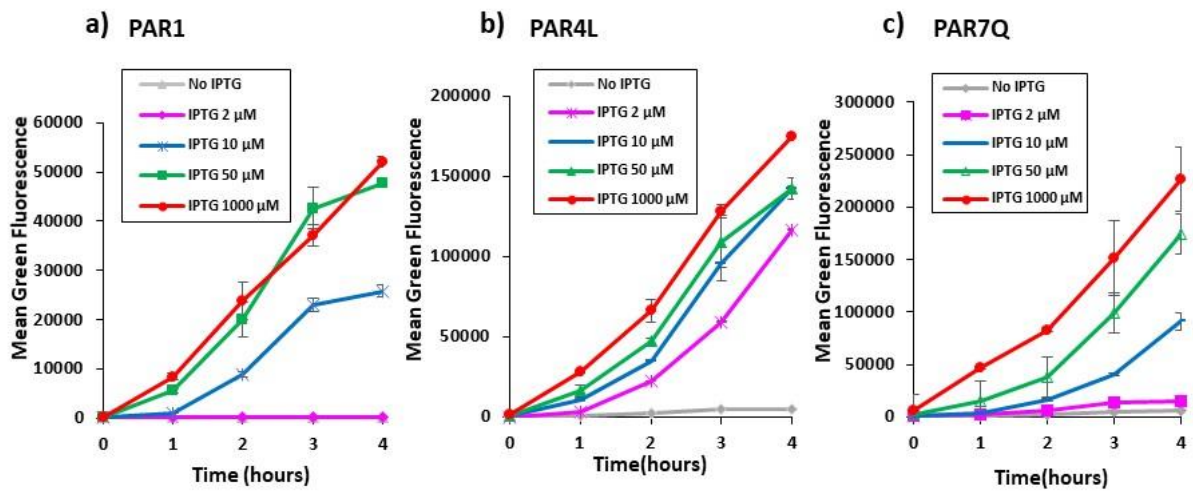 a) PAR1
No IPTG
IPTG 2 µM
IPTG 10 µM
IPTG 50 µM
IPTG 1000 µM
Mean Green Fluorescence
60000
50000
40000
30000
20000
10000
0
0 1 2 3 4
Time (hours)
b) PAR4L
No IPTG
IPTG 2 µM
IPTG 10 µM
IPTG 50 µM
IPTG 1000 µM
Mean Green Fluorescence
200000
150000
100000
50000
0
0 1 2 3 4
Time(hours)
c) PAR7Q
No IPTG
IPTG 2 µM
IPTG 10 µM
IPTG 50 µM
IPTG 1000 µM
Mean Green Fluorescence
300000
250000
200000
150000
100000
50000
0
0 1 2 3 4
Time(hours)